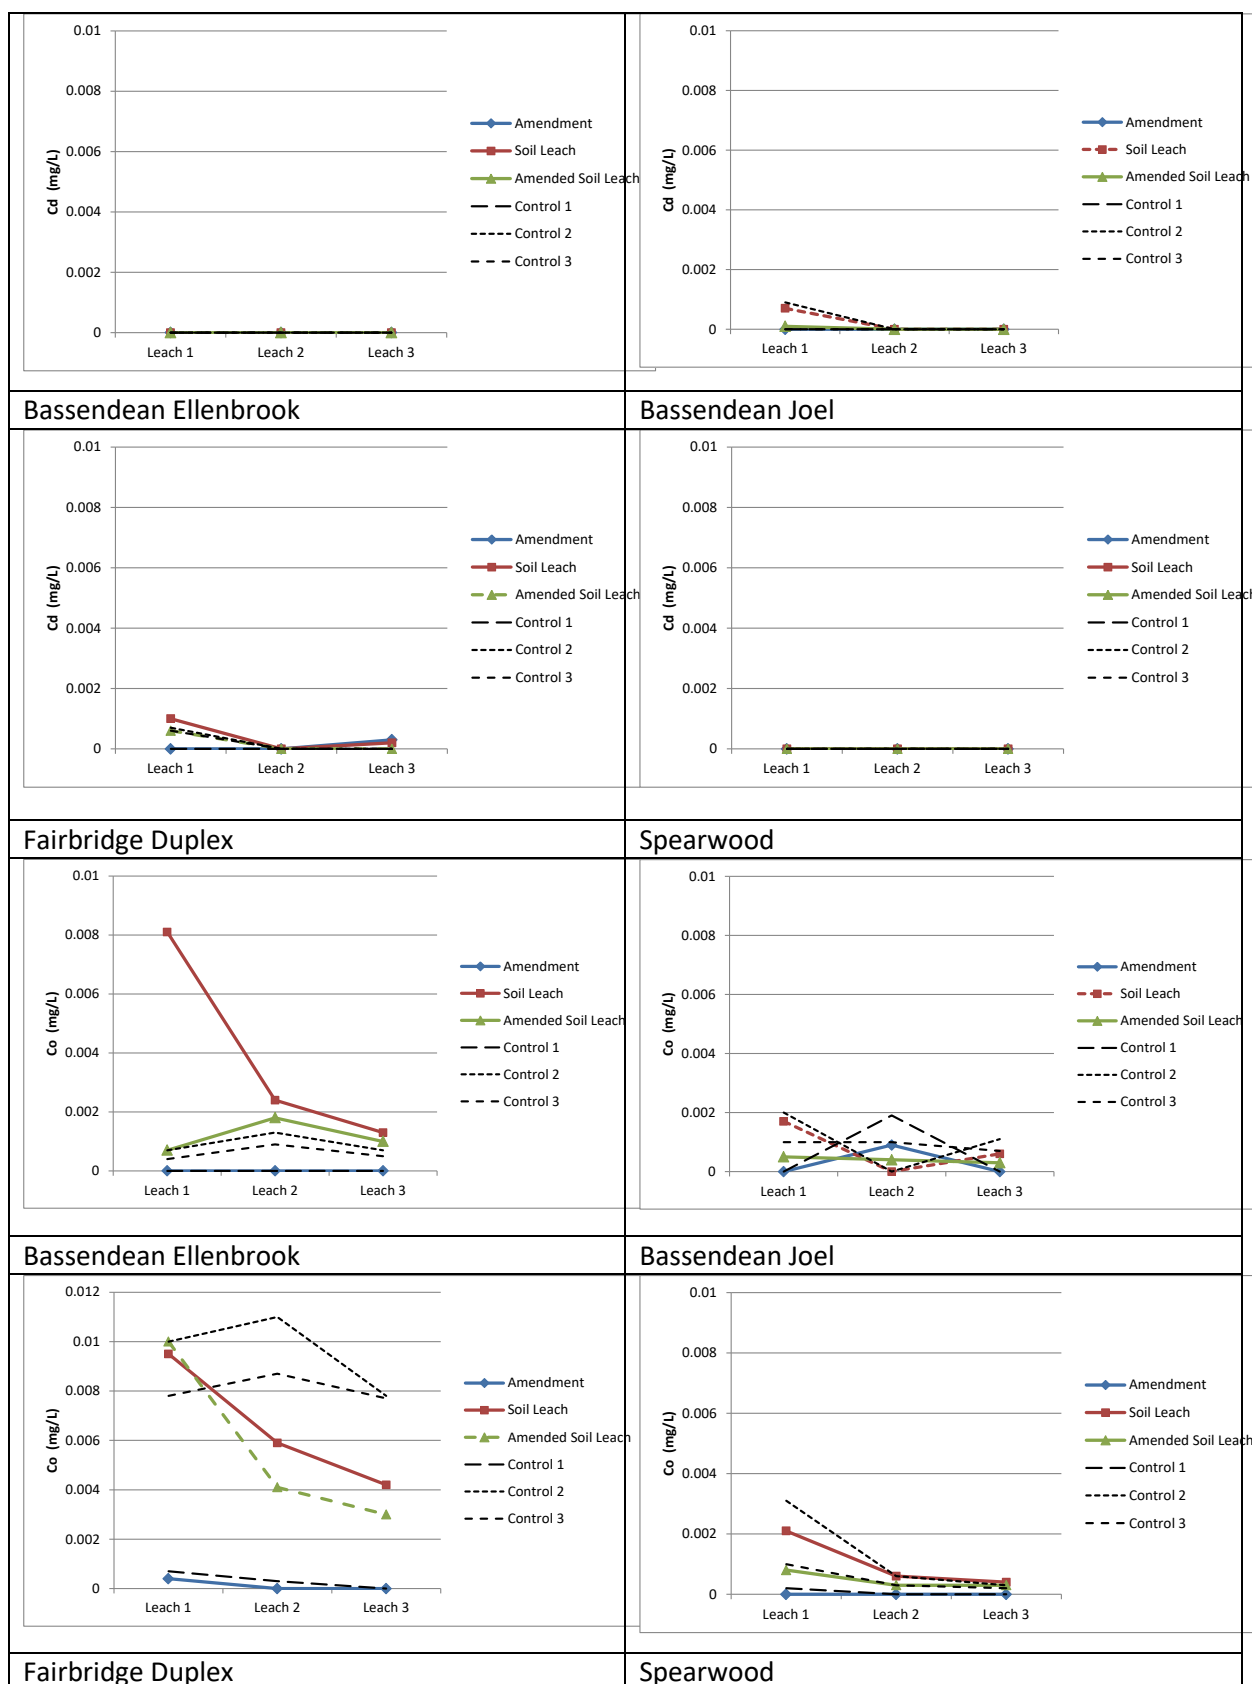 0.01
0.008
0.006
0.004
0.002
0
Cd (mg/L)
Leach 1 Leach 2 Leach 3
Amendment
Soil Leach
Amended Soil Leach
Control 1
Control 2
Control 3
0.01
0.008
0.006
0.004
0.002
0
Cd (mg/L)
Leach 1 Leach 2 Leach 3
Amendment
Soil Leach
Amended Soil Leach
Control 1
Control 2
Control 3
Bassendean Ellenbrook
Bassendean Joel
0.01
0.008
0.006
0.004
0.002
0
Cd (mg/L)
Leach 1 Leach 2 Leach 3
Amendment
Soil Leach
Amended Soil Leach
Control 1
Control 2
Control 3
0.01
0.008
0.006
0.004
0.002
0
Cd (mg/L)
Leach 1 Leach 2 Leach 3
Amendment
Soil Leach
Amended Soil Leach
Control 1
Control 2
Control 3
Fairbridge Duplex
Spearwood
0.01
0.008
0.006
0.004
0.002
0
Co (mg/L)
Leach 1 Leach 2 Leach 3
Amendment
Soil Leach
Amended Soil Leach
Control 1
Control 2
Control 3
0.01
0.008
0.006
0.004
0.002
0
Co (mg/L)
Leach 1 Leach 2 Leach 3
Amendment
Soil Leach
Amended Soil Leach
Control 1
Control 2
Control 3
Bassendean Ellenbrook
Bassendean Joel
0.012
0.01
0.008
0.006
0.004
0.002
0
Co (mg/L)
Leach 1 Leach 2 Leach 3
Amendment
Soil Leach
Amended Soil Leach
Control 1
Control 2
Control 3
0.01
0.008
0.006
0.004
0.002
0
Co (mg/L)
Leach 1 Leach 2 Leach 3
Amendment
Soil Leach
Amended Soil Leach
Control 1
Control 2
Control 3
Fairbridge Duplex
Spearwood